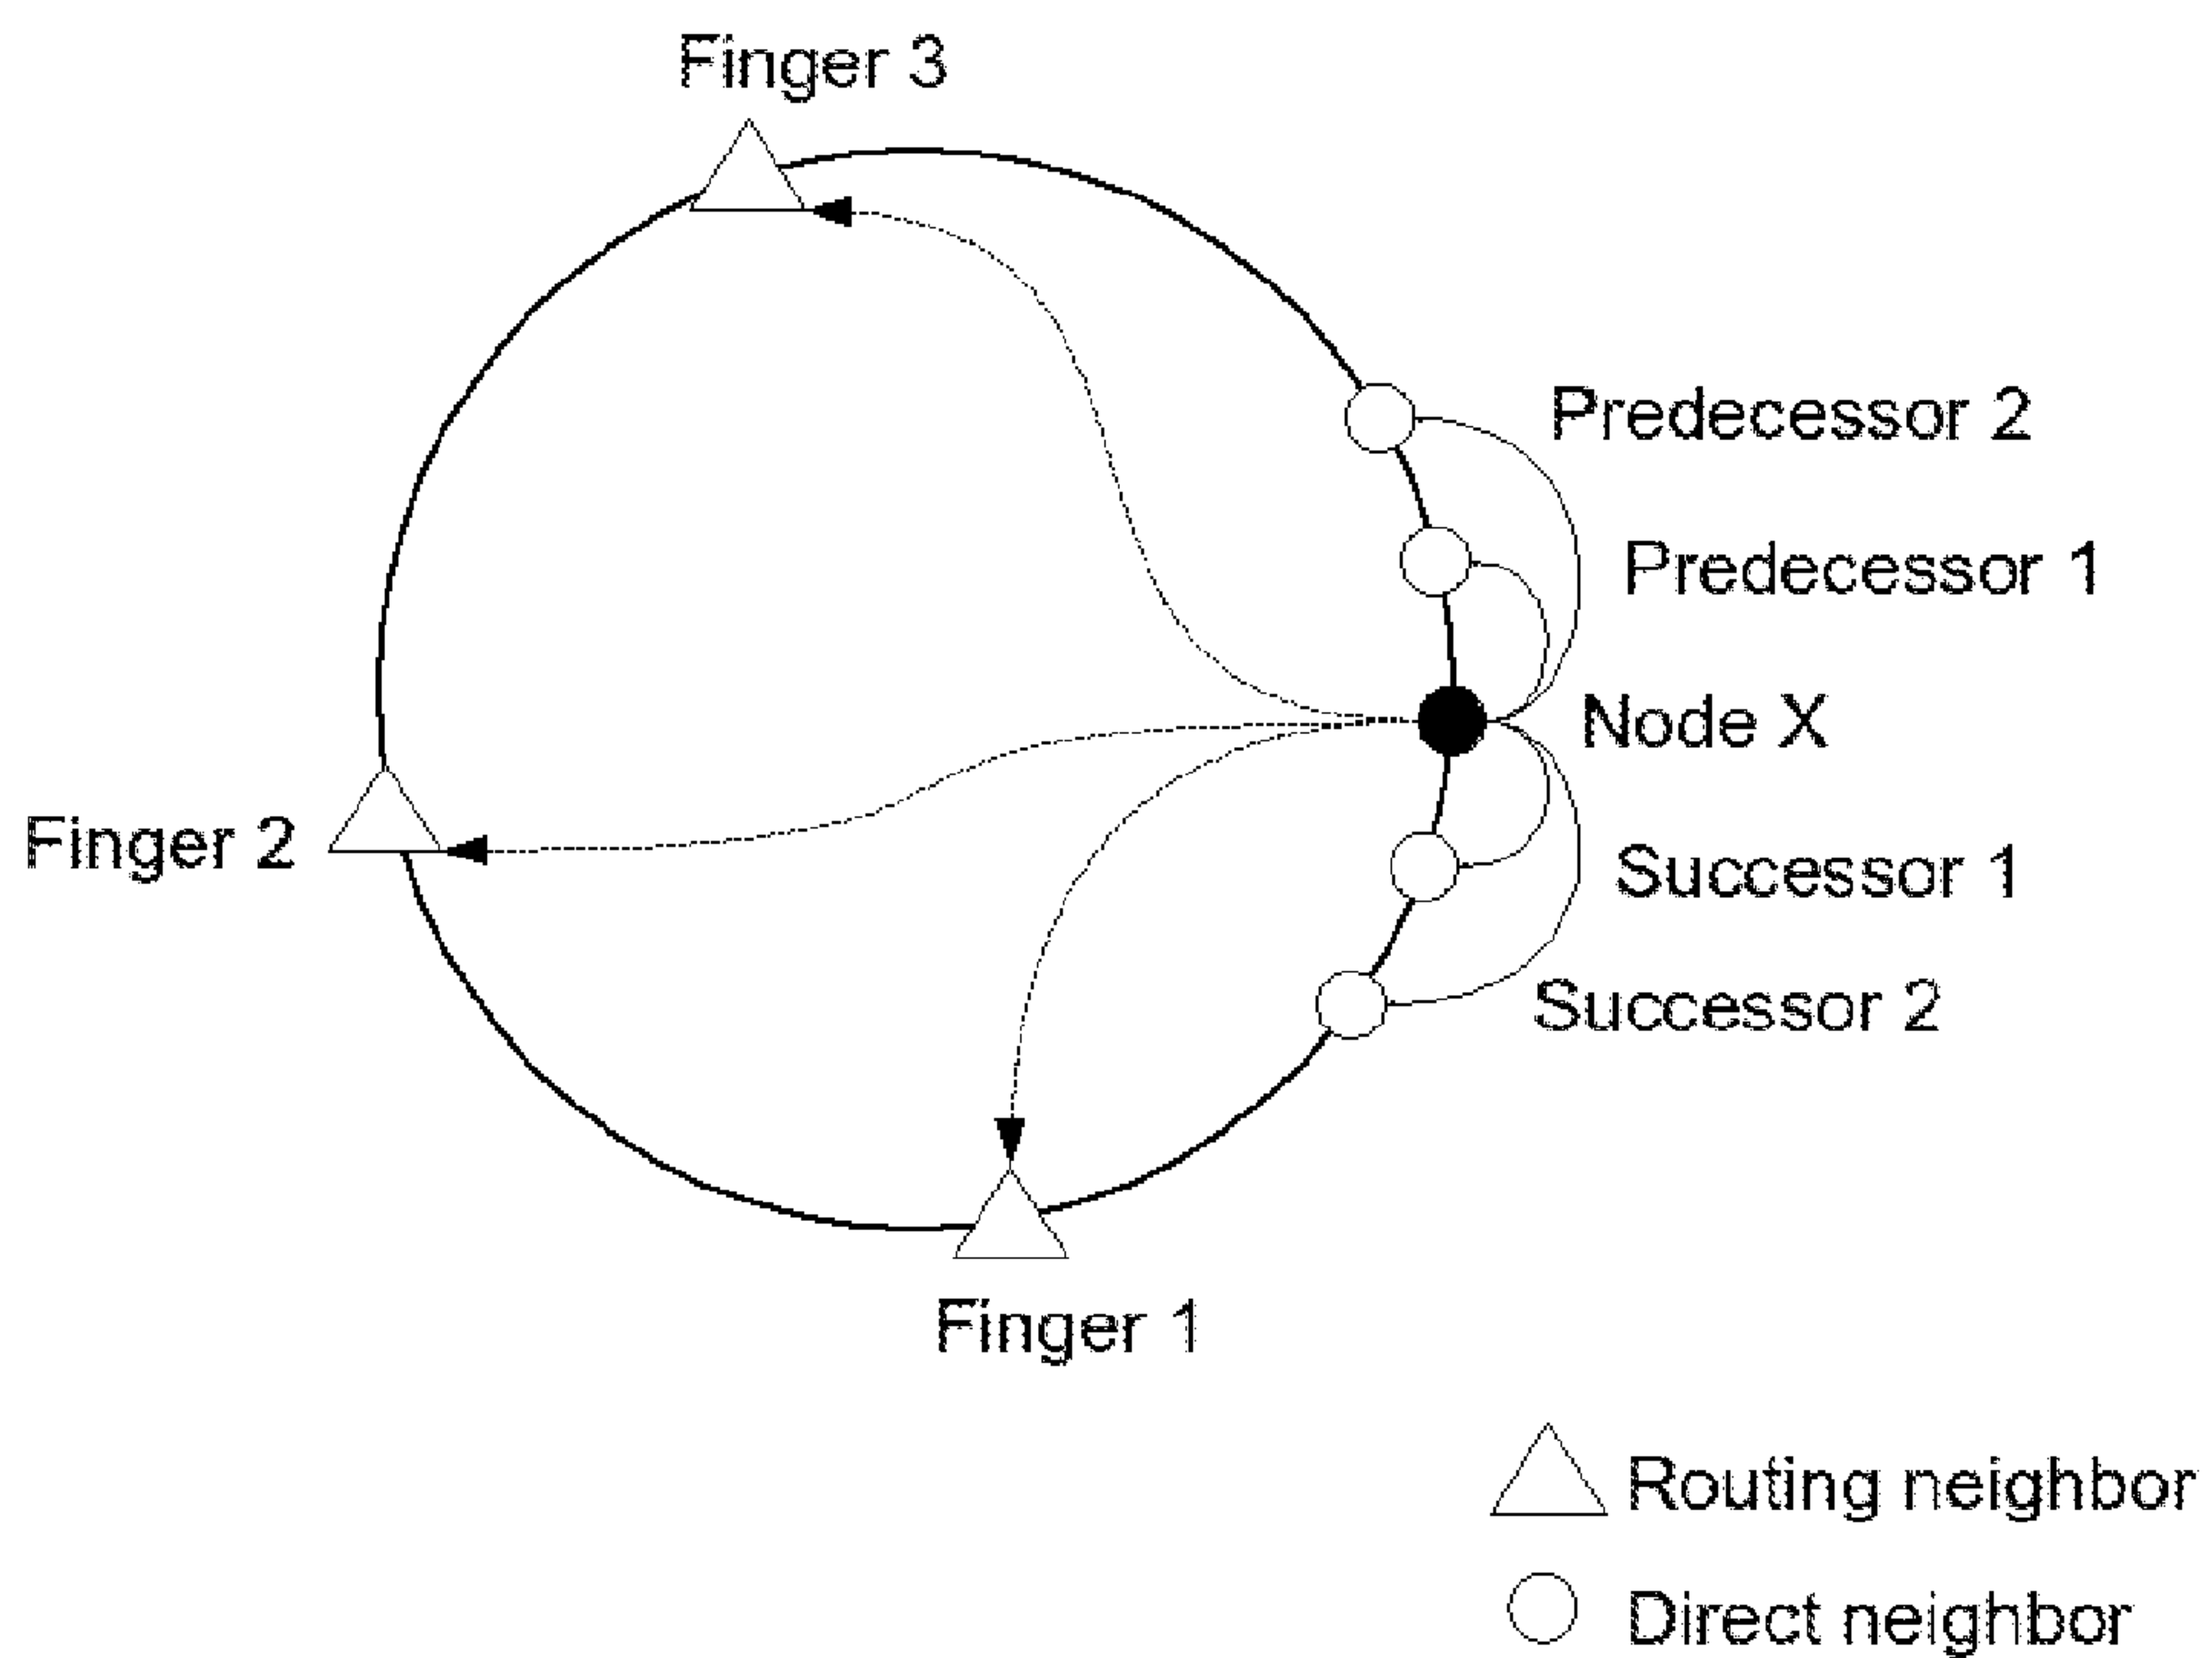 Finger 3
Predecessor 2
Predecessor 1
Node X
Finger 2
Successor 1
Successor 2
Finger 1
Routing neighbor
Direct neighbor